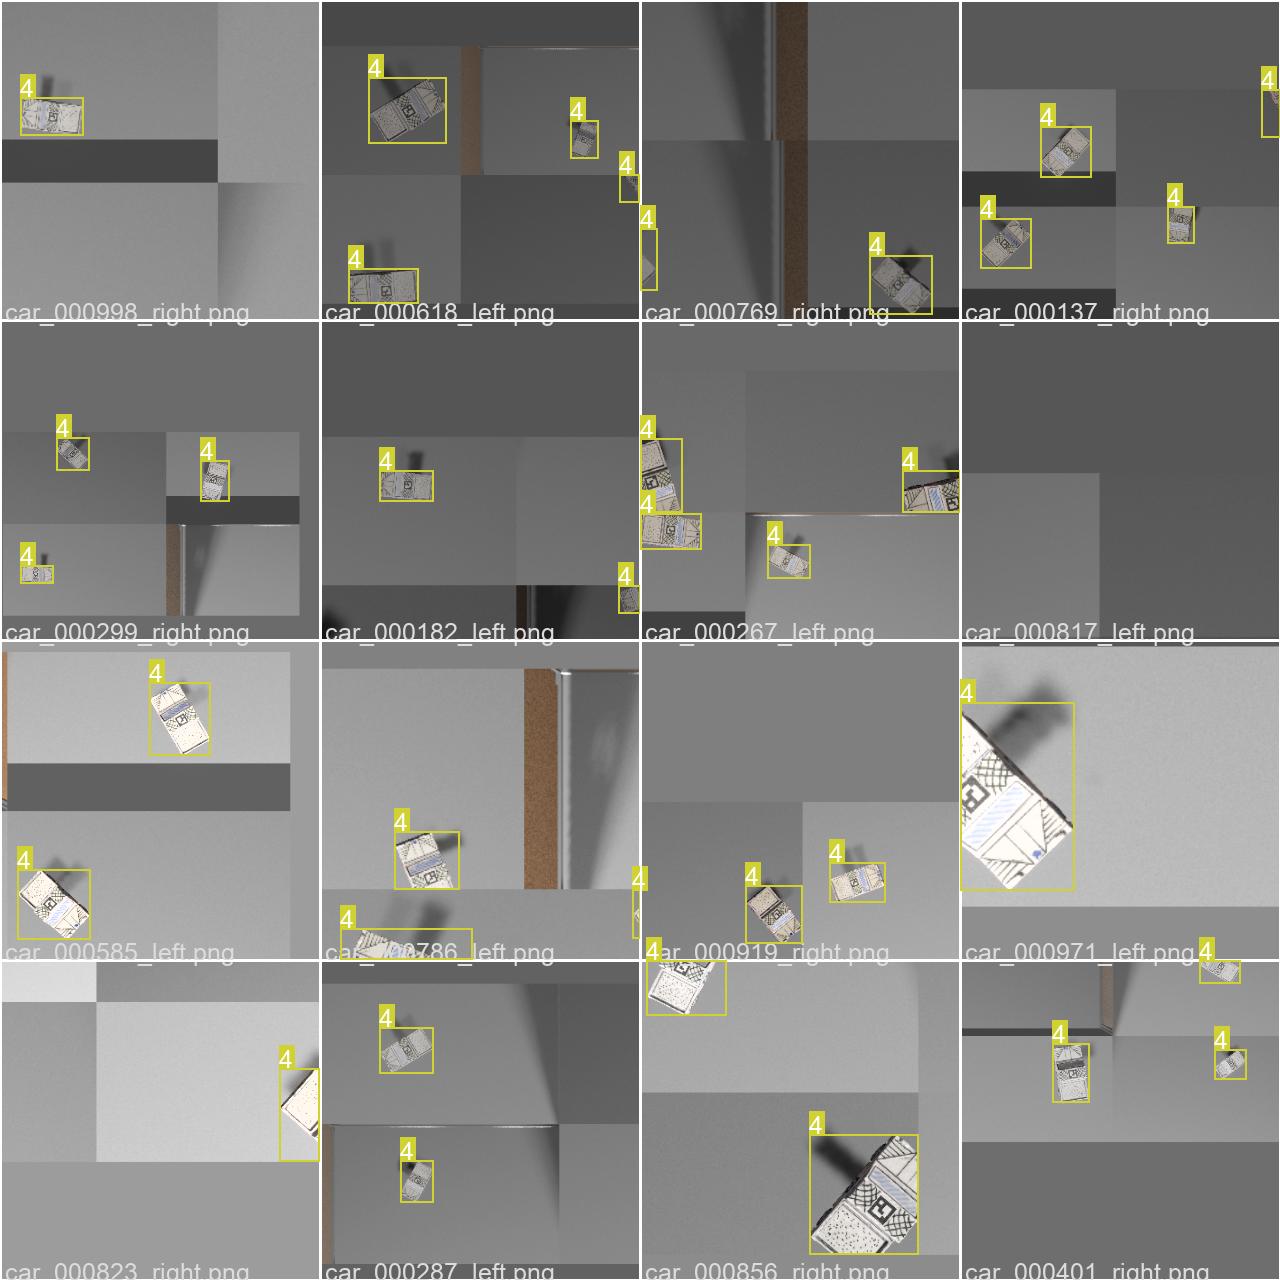 4
car_000998_right.png
4
4
4
4
car_000618_left.png
4
4
car_000769_right.png
4
4
4
4
car_000137_right.png
4
4
4
car_000299_right.png
4
4
car_000182_left.png
4
4
4
4
car_000267_left.png
car_000817_left.png
4
4
car_000585_left.png
4
4
4
car_000786_left.png
4
4
car_000919_right.png
4
car_000971_left.png
4
car_000823_right.png
4
4
car_000287_left.png
4
4
car_000856_right.png
4
4
4
car_000401_right.png